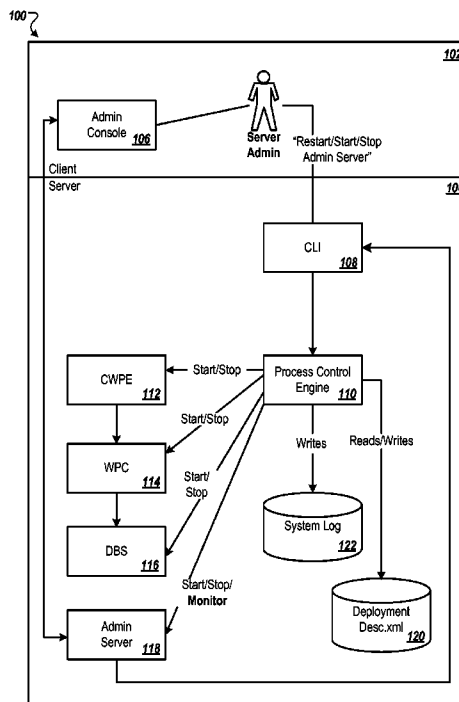 100
102
Admin
Console
106
Server
Admin
"Restart/Start/Stop
Admin Server"
Client
Server
CLI
108
CWPE
112
Start/Stop
Process Control
Engine
110
Start/Stop
WPC
114
Start/
Stop
Writes
Reads/Writes
DBS
116
System Log
122
Start/Stop/
Monitor
Admin
Server
118
Deployment
Desc.xml
120